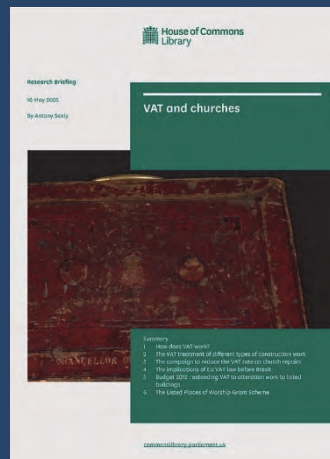 House of Commons
Library
Research Briefing
By Antony Seely
VAT and churches
CHANCELLOR O
Summary
1 How does VAT work?
2 The VAT treatment of different types of construction work
3 The campaign to reduce the VAT rate on church repairs
4 The implications of EU VAT law before Brexit
5 Budget 2012: extending VAT to alteration work to listed
buildings
6 The Listed Places of Worship Grant Scheme
commonslibrary.parliament.uk